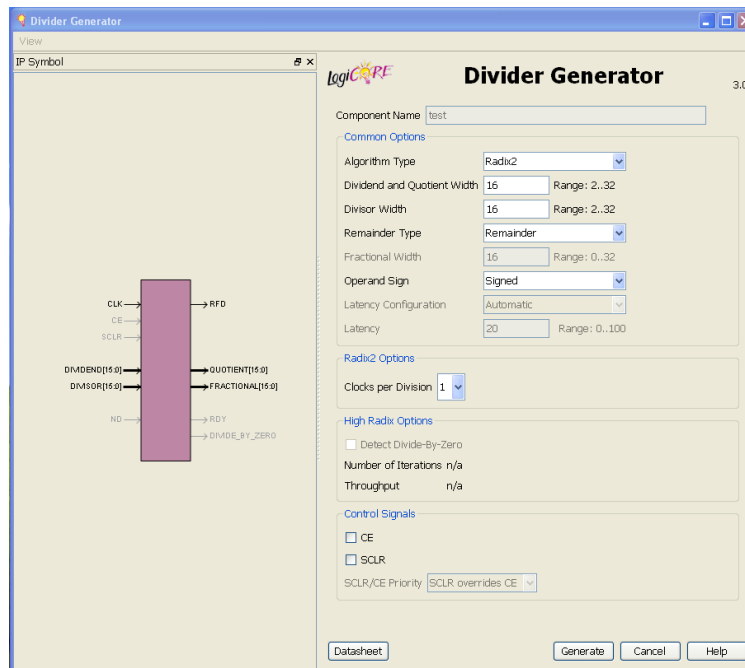 Divider Generator
View
IP Symbol
CLK
CE
SCLR
DIVIDEND[15:0]
DIVISOR[15:0]
ND
RFD
QUOTIENT[15:0]
FRACTIONAL[15:0]
RDY
DIVIDE_BY_ZERO
LogiCORE
Divider Generator
3.0
Component Name test
Common Options
Algorithm Type Radix2
Dividend and Quotient Width 16 Range: 2..32
Divisor Width 16 Range: 2..32
Remainder Type Remainder
Fractional Width 16 Range: 0..32
Operand Sign Signed
Latency Configuration Automatic
Latency 20 Range: 0..100
Radix2 Options
Clocks per Division 1
High Radix Options
Detect Divide-By-Zero
Number of Iterations n/a
Throughput n/a
Control Signals
CE
SCLR
SCLR/CE Priority SCLR overrides CE
Datasheet Generate Cancel Help